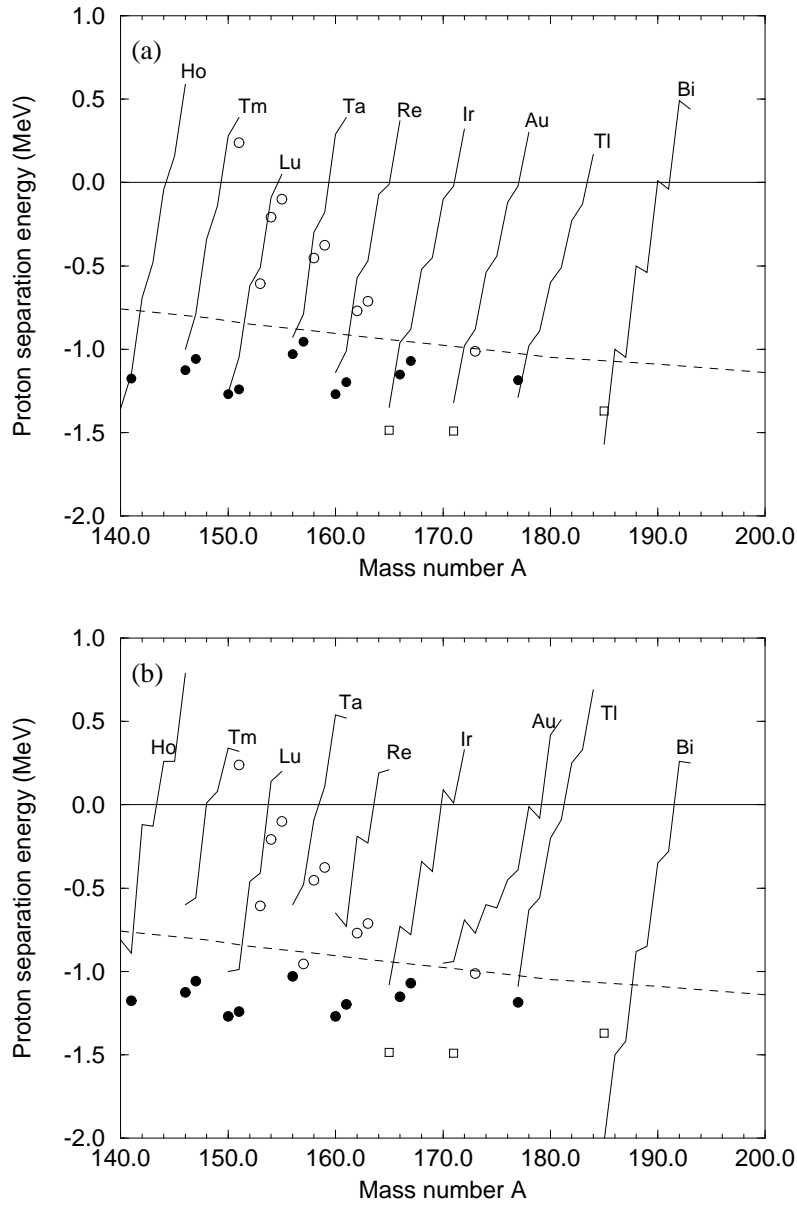 1.0
(a)
Ho
Tm
Lu
Ta
Re
Ir
Au
Tl
Bi
0.5
0.0
-0.5
-1.0
-1.5
-2.0
Proton separation energy (MeV)
140.0 150.0 160.0 170.0 180.0 190.0 200.0
Mass number A
1.0
(b)
Ho
Tm
Lu
Ta
Re
Ir
Au
Tl
Bi
0.5
0.0
-0.5
-1.0
-1.5
-2.0
Proton separation energy (MeV)
140.0 150.0 160.0 170.0 180.0 190.0 200.0
Mass number A